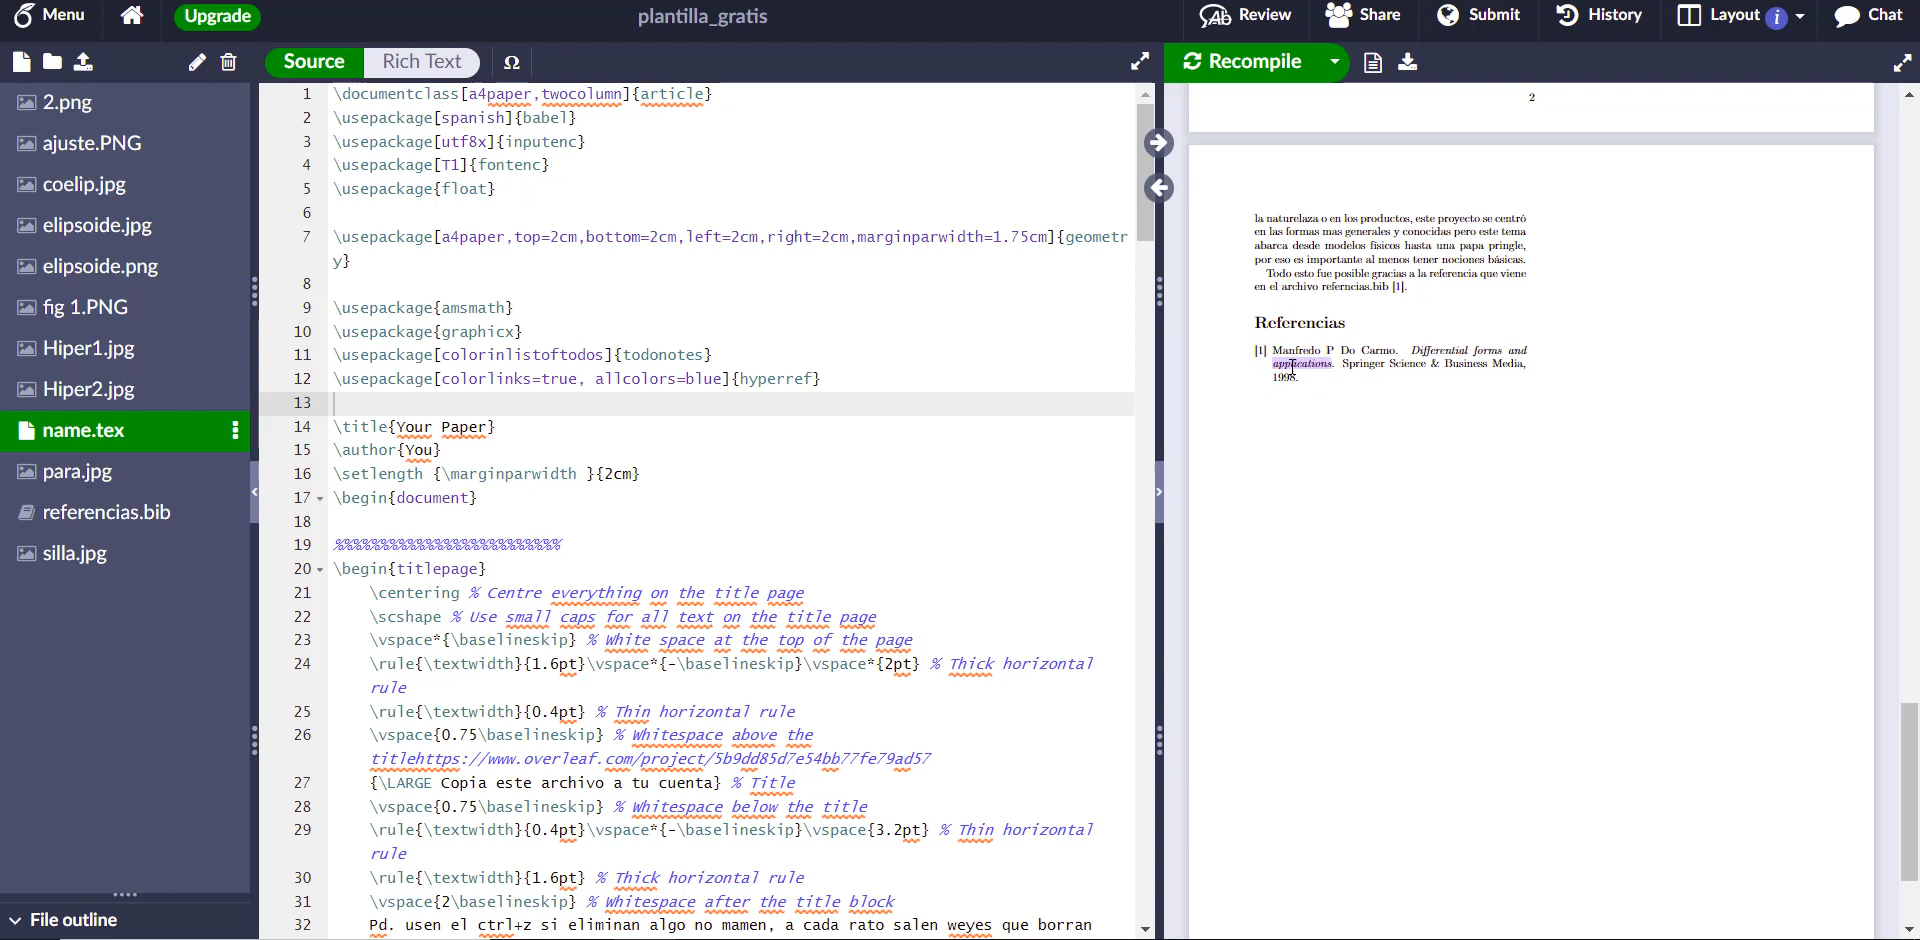 Menu
Upgrade
plantilla_gratis
Review
Share
Submit
History
Layout
Chat
Source
Rich Text
Ω
Recompile
2.png
ajuste.PNG
coelip.jpg
elipsoide.jpg
elipsoide.png
fig 1.PNG
Hiper1.jpg
Hiper2.jpg
name.tex
para.jpg
referencias.bib
silla.jpg
File outline
1 \documentclass[a4paper,twocolumn]{article}
2 \usepackage[spanish]{babel}
3 \usepackage[utf8x]{inputenc}
4 \usepackage[T1]{fontenc}
5 \usepackage{float}
6
7 \usepackage[a4paper,top=2cm,bottom=2cm,left=2cm,right=2cm,marginparwidth=1.75cm]{geometr
y}
8
9 \usepackage{amsmath}
10 \usepackage{graphicx}
11 \usepackage[colorinlistoftodos]{todonotes}
12 \usepackage[colorlinks=true, allcolors=blue]{hyperref}
13
14 \title{Your Paper}
15 \author{You}
16 \setlength {\marginparwidth }{2cm}
17 \begin{document}
18
19 %%%%%%%%%%%%%%%%%%%%%%%%%
20 \begin{titlepage}
21 \centering % Centre everything on the title page
22 \scshape % Use small caps for all text on the title page
23 \vspace*{\baselineskip} % White space at the top of the page
24 \rule{\textwidth}{1.6pt}\vspace*{-\baselineskip}\vspace*{2pt} % Thick horizontal
rule
25 \rule{\textwidth}{0.4pt} % Thin horizontal rule
26 \vspace{0.75\baselineskip} % Whitespace above the
titlehttps://www.overleaf.com/project/5b9dd85d7e54bb77fe79ad57
27 {\LARGE Copia este archivo a tu cuenta} % Title
28 \vspace{0.75\baselineskip} % Whitespace below the title
29 \rule{\textwidth}{0.4pt}\vspace*{-\baselineskip}\vspace{3.2pt} % Thin horizontal
rule
30 \rule{\textwidth}{1.6pt} % Thick horizontal rule
31 \vspace{2\baselineskip} % Whitespace after the title block
32 Pd. usen el ctrl+z si eliminan algo no mamen, a cada rato salen weyes que borran
2
la naturelaza o en los productos, este proyecto se centró
en las formas mas generales y conocidas pero este tema
abarca desde modelos físicos hasta una papa pringle,
por eso es importante al menos tener nociones básicas.
Todo esto fue posible gracias a la referencia que viene
en el archivo referncias.bib [1].
Referencias
[1] Manfredo P Do Carmo. Differential forms and
applications. Springer Science & Business Media,
1998.